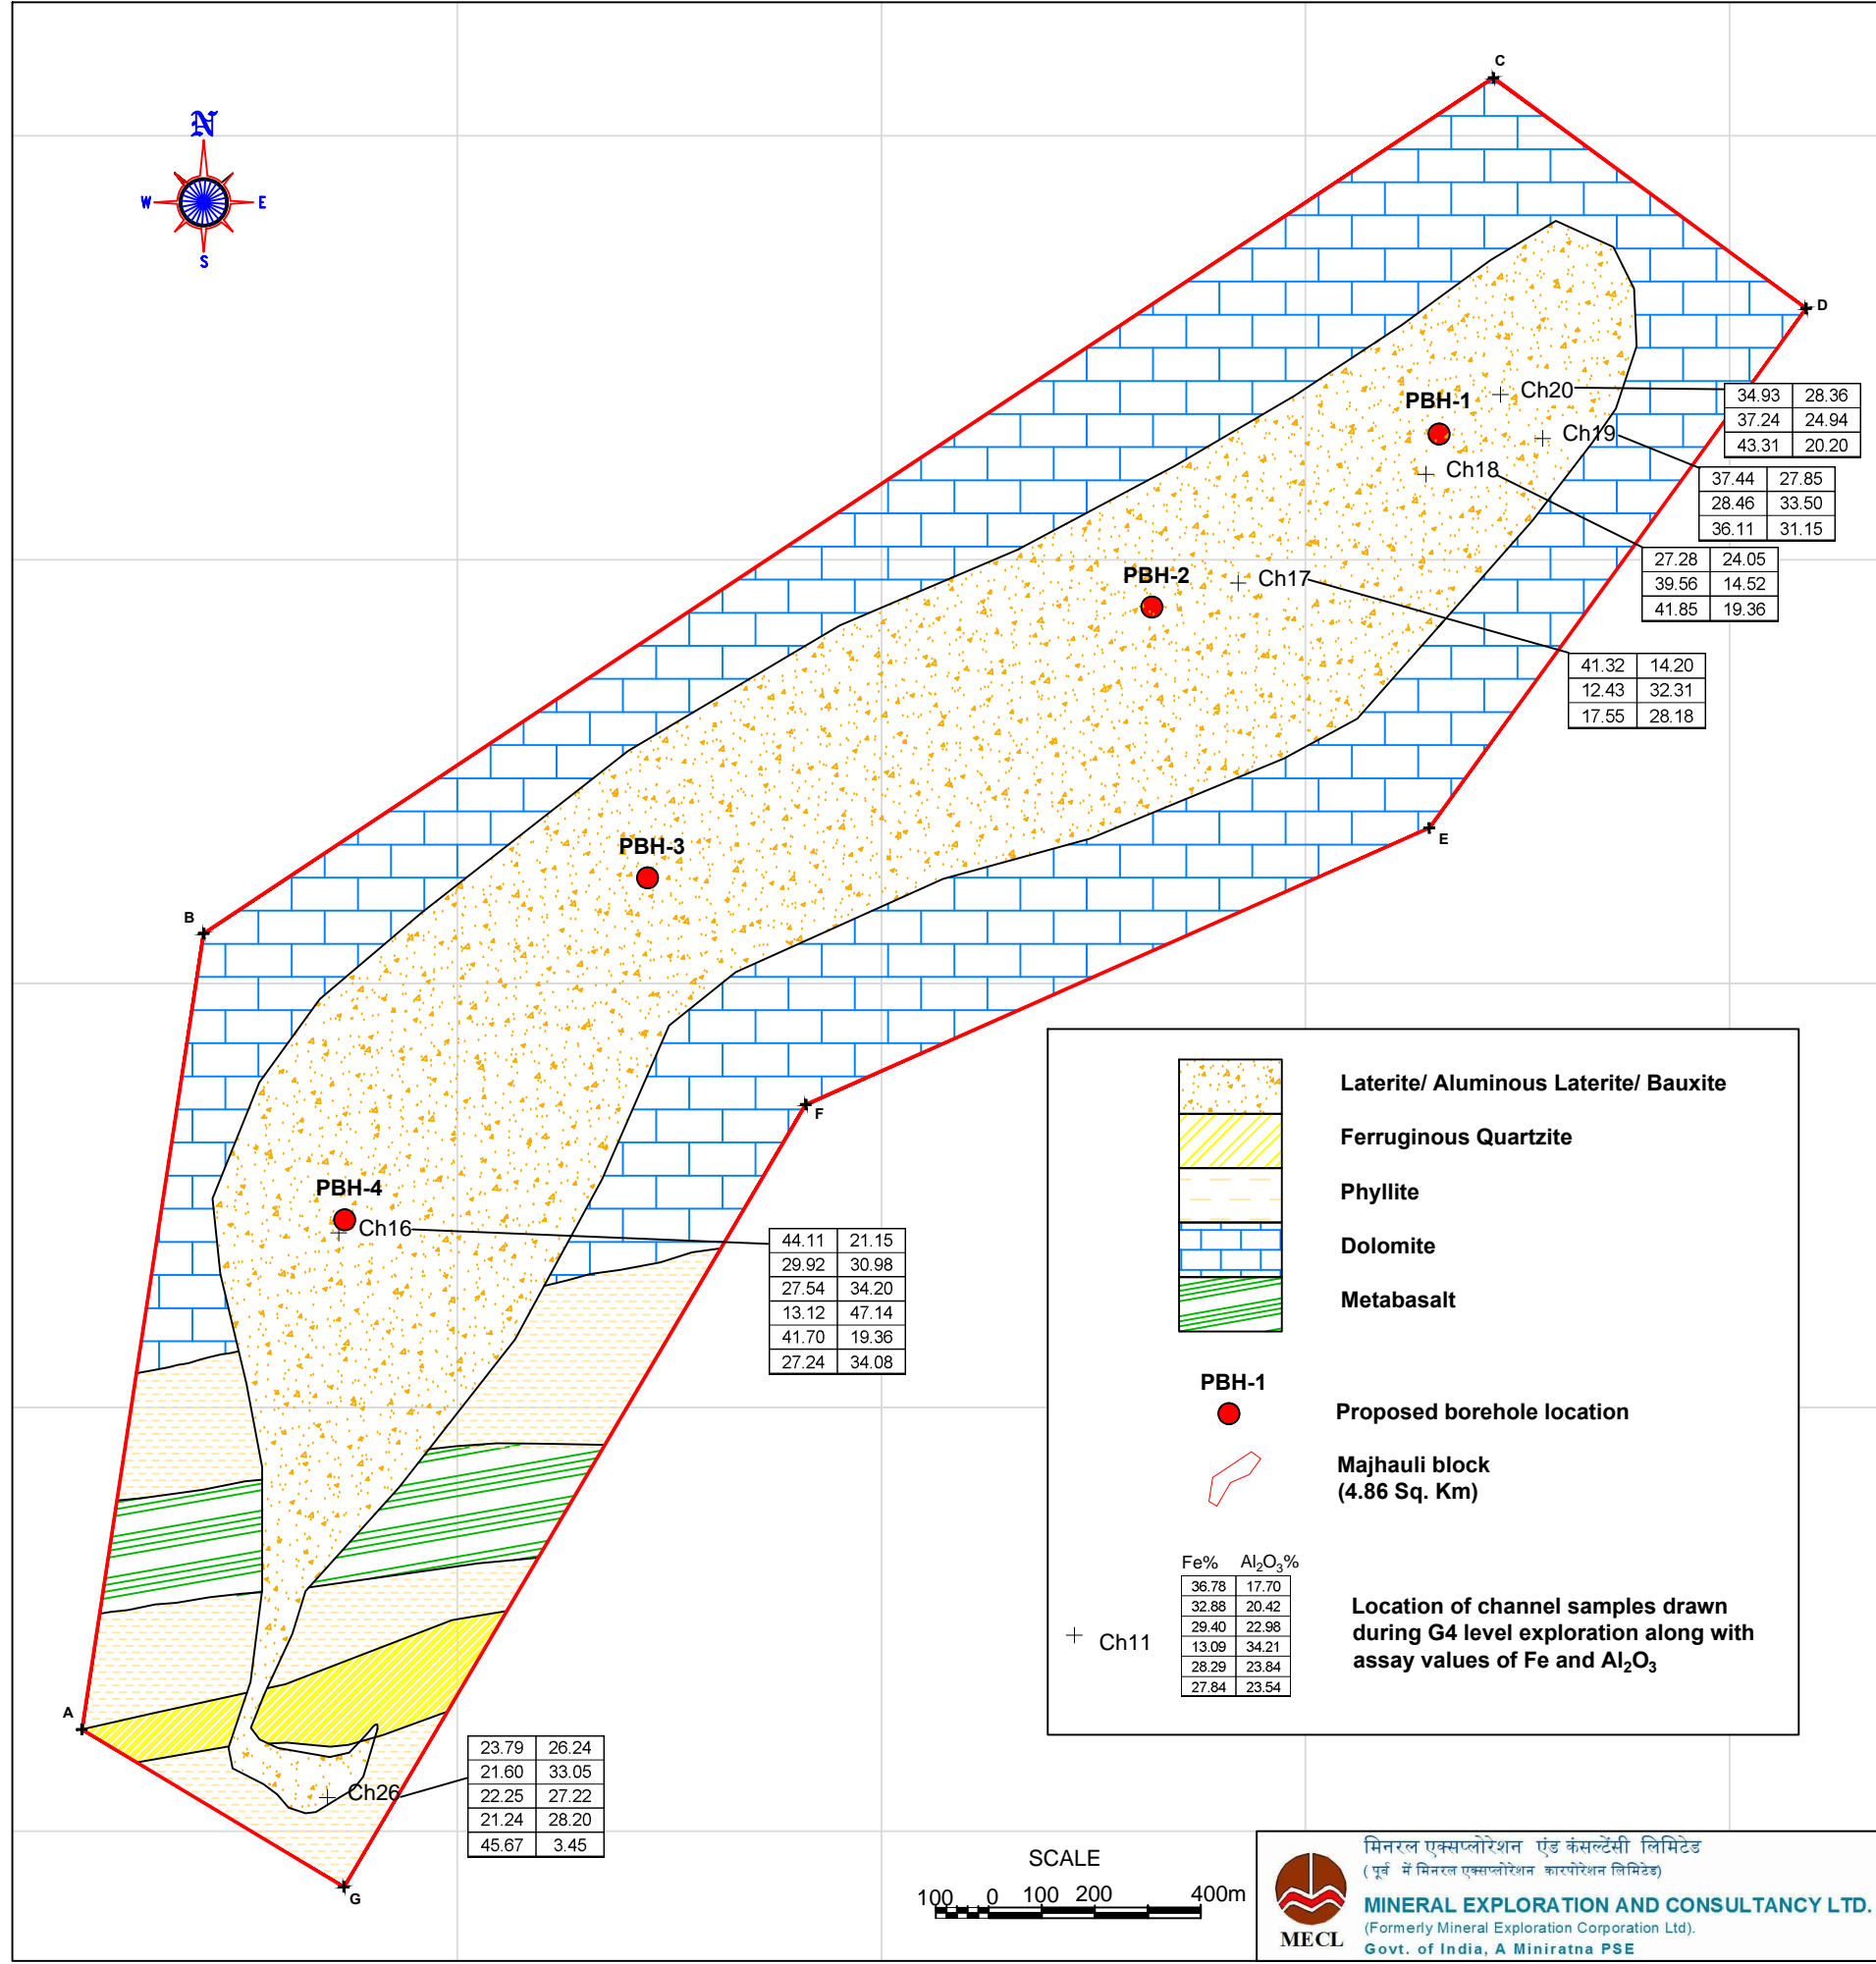 C
N
W E
S
D
Ch20
34.93 28.36
37.24 24.94
43.31 20.20
PBH-1
Ch19
37.44 27.85
28.46 33.50
36.11 31.15
Ch18
27.28 24.05
39.56 14.52
41.85 19.36
PBH-2
Ch17
41.32 14.20
12.43 32.31
17.55 28.18
E
PBH-3
B
F
PBH-4
Ch16
44.11 21.15
29.92 30.98
27.54 34.20
13.12 47.14
41.70 19.36
27.24 34.08
A
Ch26
23.79 26.24
21.60 33.05
22.25 27.22
21.24 28.20
45.67 3.45
G
Laterite/ Aluminous Laterite/ Bauxite
Ferruginous Quartzite
Phyllite
Dolomite
Metabasalt
PBH-1
Proposed borehole location
Majhauli block
(4.86 Sq. Km)
Fe% Al₂O₃%
36.78 17.70
32.88 20.42
29.40 22.98
13.09 34.21
28.29 23.84
27.84 23.54
Ch11
Location of channel samples drawn
during G4 level exploration along with
assay values of Fe and Al₂O₃
SCALE
100 0 100 200 400m
MECL
मिनरल एक्सप्लोरेशन एंड कंसल्टेंसी लिमिटेड
( पूर्व में मिनरल एक्सप्लोरेशन कारपोरेशन लिमिटेड)
MINERAL EXPLORATION AND CONSULTANCY LTD.
(Formerly Mineral Exploration Corporation Ltd).
Govt. of India, A Miniratna PSE